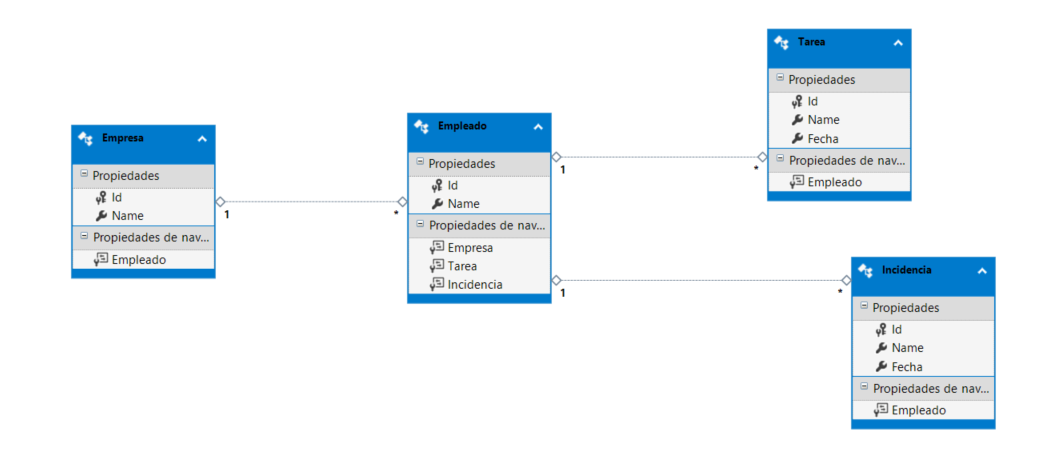 Empresa
Propiedades
Id
Name
Propiedades de nav...
Empleado
1
*
Empleado
Propiedades
Id
Name
Propiedades de nav...
Empresa
Tarea
Incidencia
1
*
1
*
Tarea
Propiedades
Id
Name
Fecha
Propiedades de nav...
Empleado
Incidencia
Propiedades
Id
Name
Fecha
Propiedades de nav...
Empleado